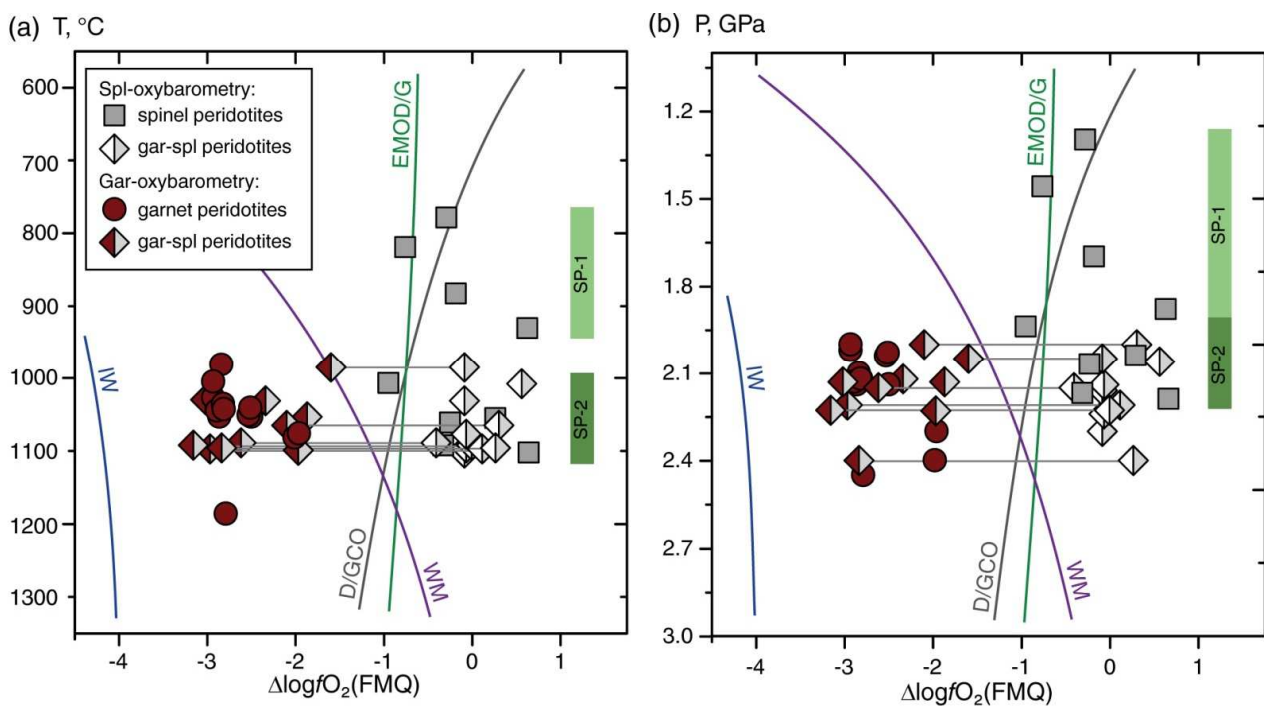 (a) T, °C
600
700
800
900
1000
1100
1200
1300
-4 -3 -2 -1 0 1
ΔlogfO₂(FMQ)
Spl-oxybarometry:
spinel peridotites
gar-spl peridotites
Gar-oxybarometry:
garnet peridotites
gar-spl peridotites
EMOD/G
IW
D/GCO
WM
SP-1
SP-2
(b) P, GPa
1.2
1.5
1.8
2.1
2.4
2.7
3.0
-4 -3 -2 -1 0 1
ΔlogfO₂(FMQ)
EMOD/G
IW
D/GCO
WM
SP-1
SP-2